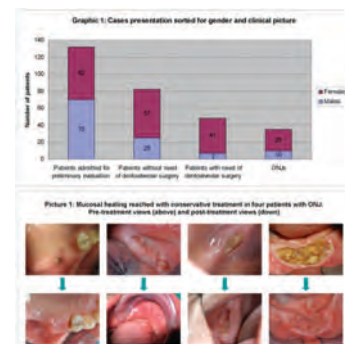 Graphic 1: Cases presentation sorted for gender and clinical picture
Number of patients
140
120
100
80
60
40
20
0
62
70
57
25
41
25
Males
Patients admitted for
preliminary evaluation
Patients without need
of dentoalveolar surgery
Patients with need of
dentoalveolar surgery
Picture 1: Mucosal healing reached with conservative treatment in four patients with ONJ.
Pre-treatment views (above) and post-treatment views (down)